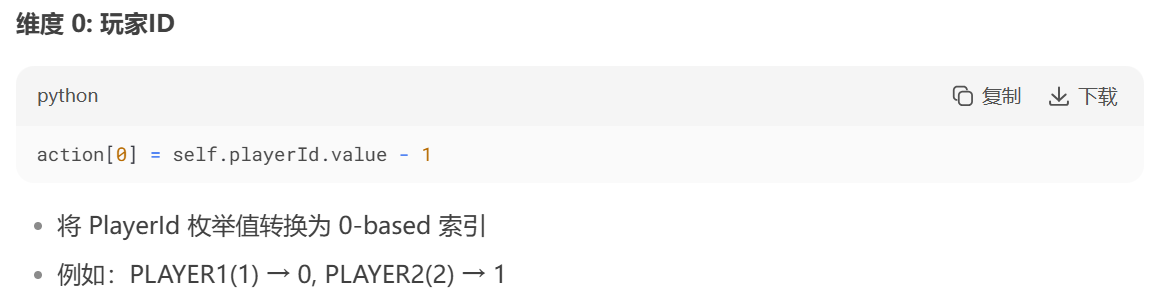 维度 0: 玩家ID
python 复制 下载
action[0] = self.playerId.value - 1
将 PlayerId 枚举值转换为 0-based 索引
例如：PLAYER1(1) → 0, PLAYER2(2) → 1